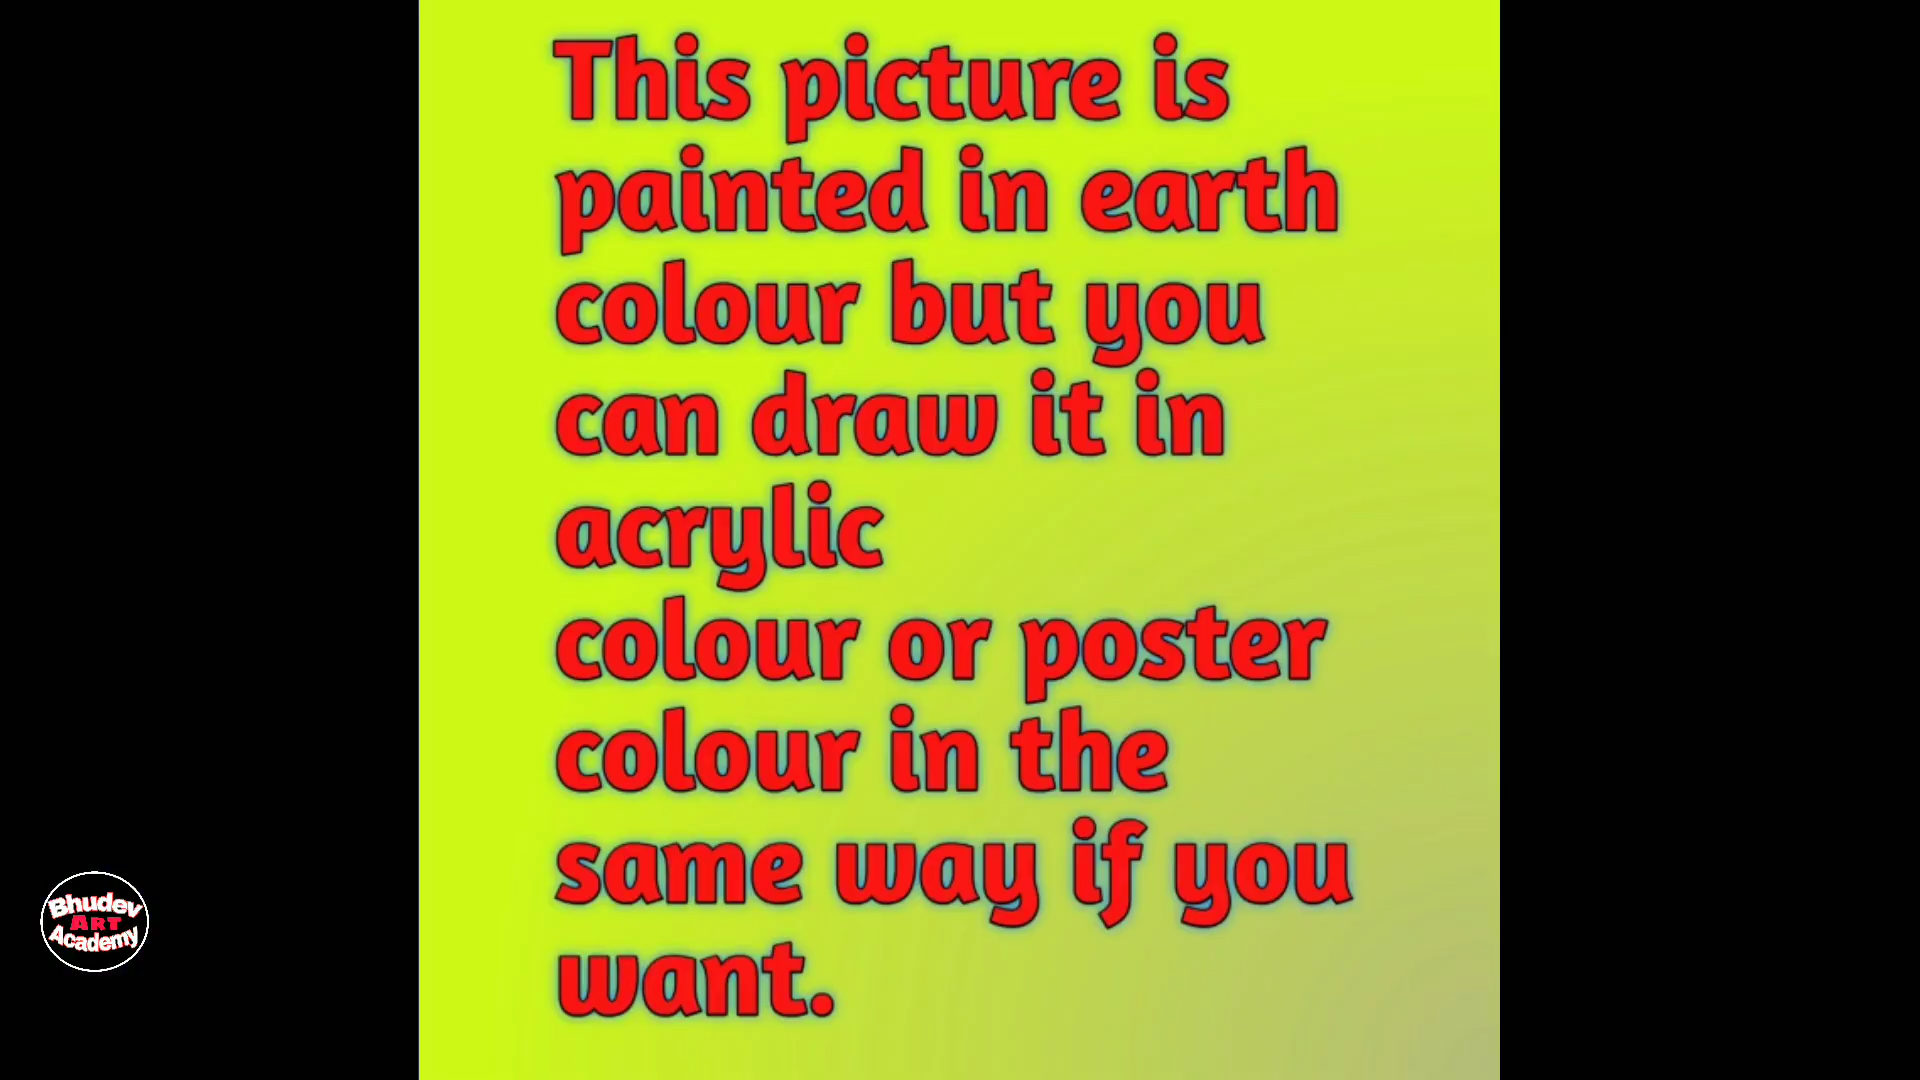 This picture is
painted in earth
colour but you
can draw it in
acrylic
colour or poster
colour in the
same way if you
want.
Bhudev
ART
Academy